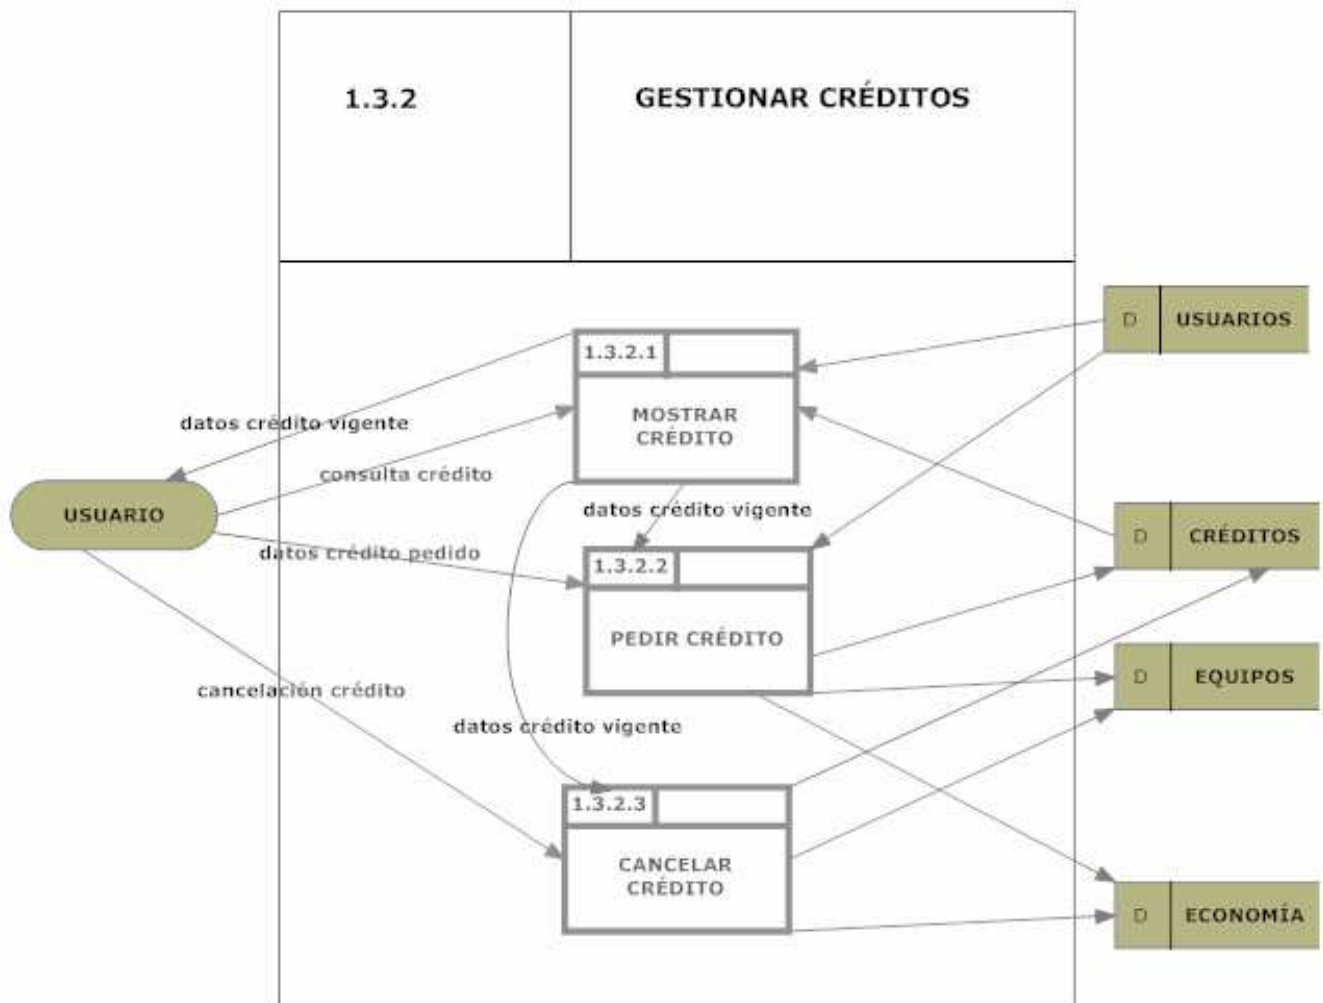 1.3.2
GESTIONAR CRÉDITOS
D
USUARIOS
1.3.2.1
MOSTRAR
CRÉDITO
datos crédito vigente
consulta crédito
USUARIO
datos crédito vigente
D
CRÉDITOS
datos crédito pedido
1.3.2.2
PEDIR CRÉDITO
D
EQUIPOS
cancelación crédito
datos crédito vigente
1.3.2.3
CANCELAR
CRÉDITO
D
ECONOMÍA